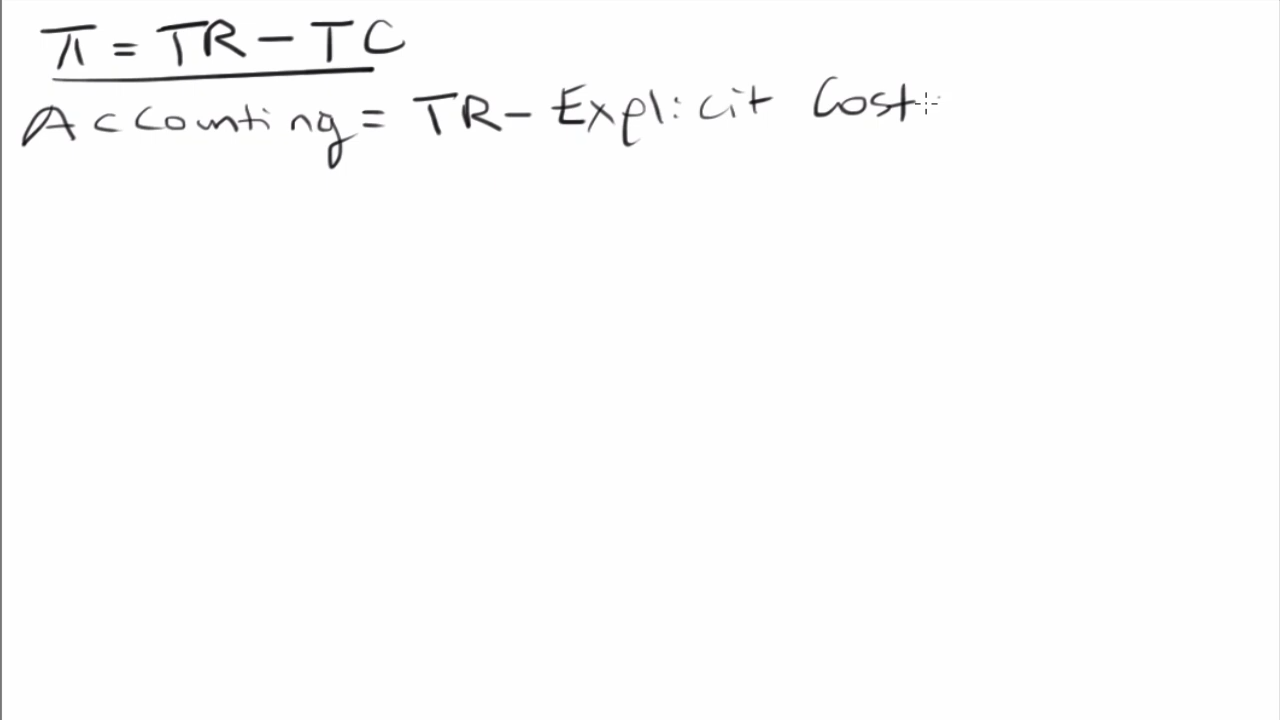 π = TR - TC
Accounting = TR - Explicit Cost